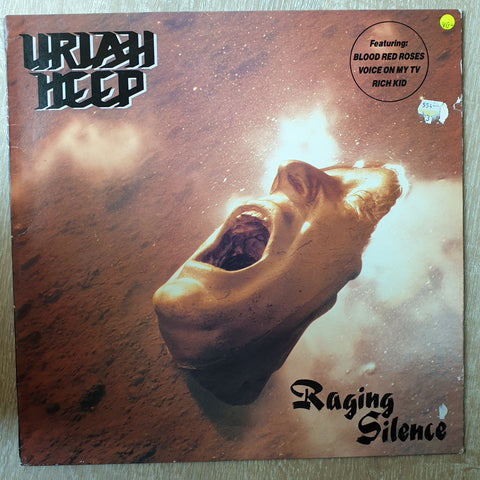 URIAH
HEEP
Featuring:
BLOOD RED ROSES
VOICE ON MY TV
RICH KID
Raging
Silence